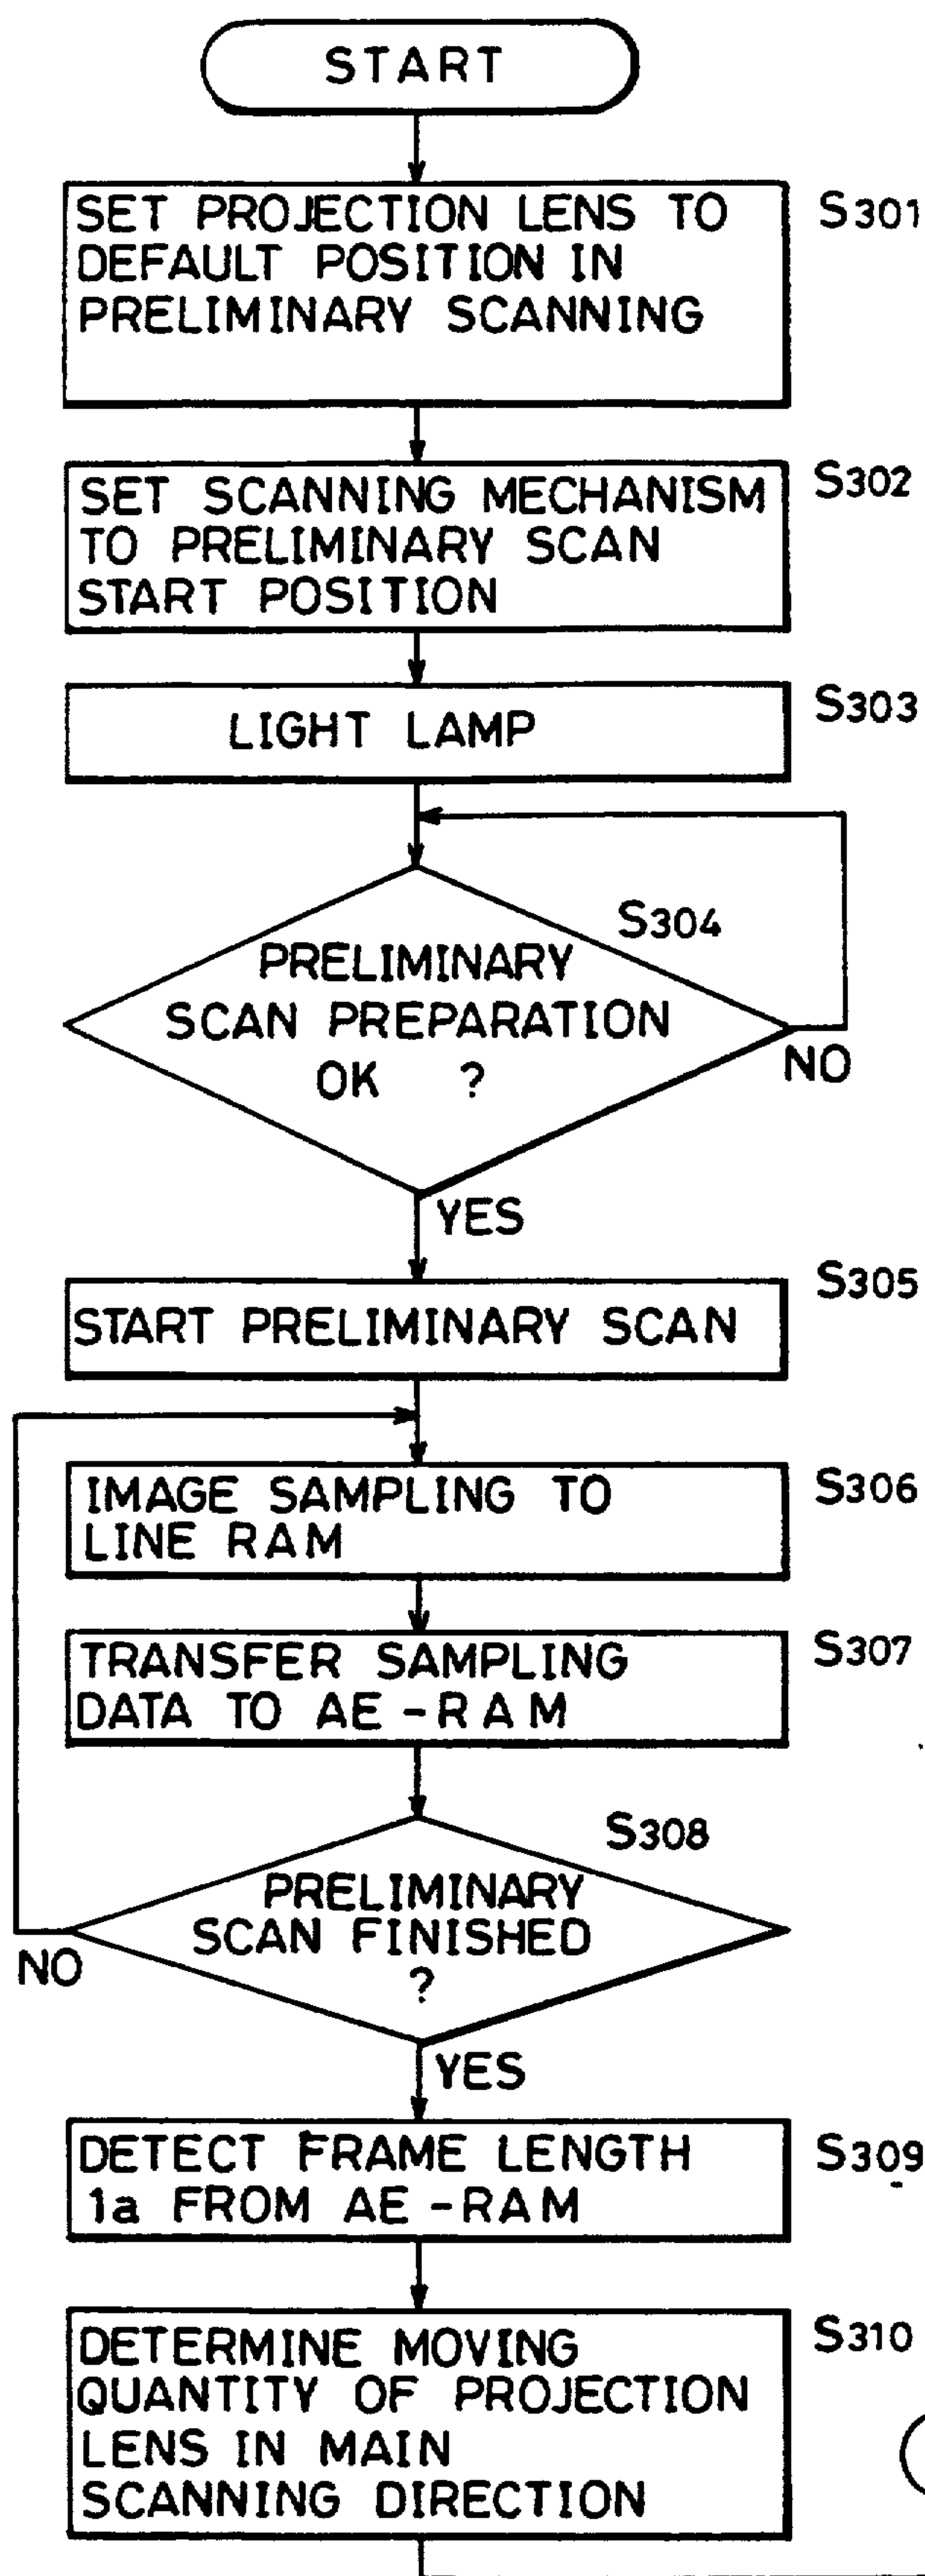 START
SET PROJECTION LENS TO
DEFAULT POSITION IN
PRELIMINARY SCANNING
S301
SET SCANNING MECHANISM
TO PRELIMINARY SCAN
START POSITION
S302
LIGHT LAMP
S303
S304
PRELIMINARY
SCAN PREPARATION
OK ?
NO
YES
START PRELIMINARY SCAN
S305
IMAGE SAMPLING TO
LINE RAM
S306
TRANSFER SAMPLING
DATA TO AE-RAM
S307
S308
PRELIMINARY
SCAN FINISHED
?
NO
YES
DETECT FRAME LENGTH
1a FROM AE-RAM
S309
DETERMINE MOVING
QUANTITY OF PROJECTION
LENS IN MAIN
SCANNING DIRECTION
S310